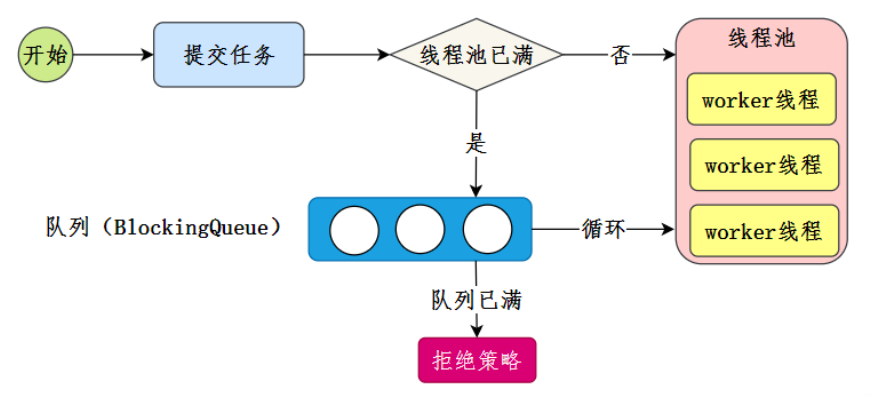 开始
提交任务
线程池已满
否
线程池
worker线程
worker线程
worker线程
是
队列（BlockingQueue）
循环
队列已满
拒绝策略